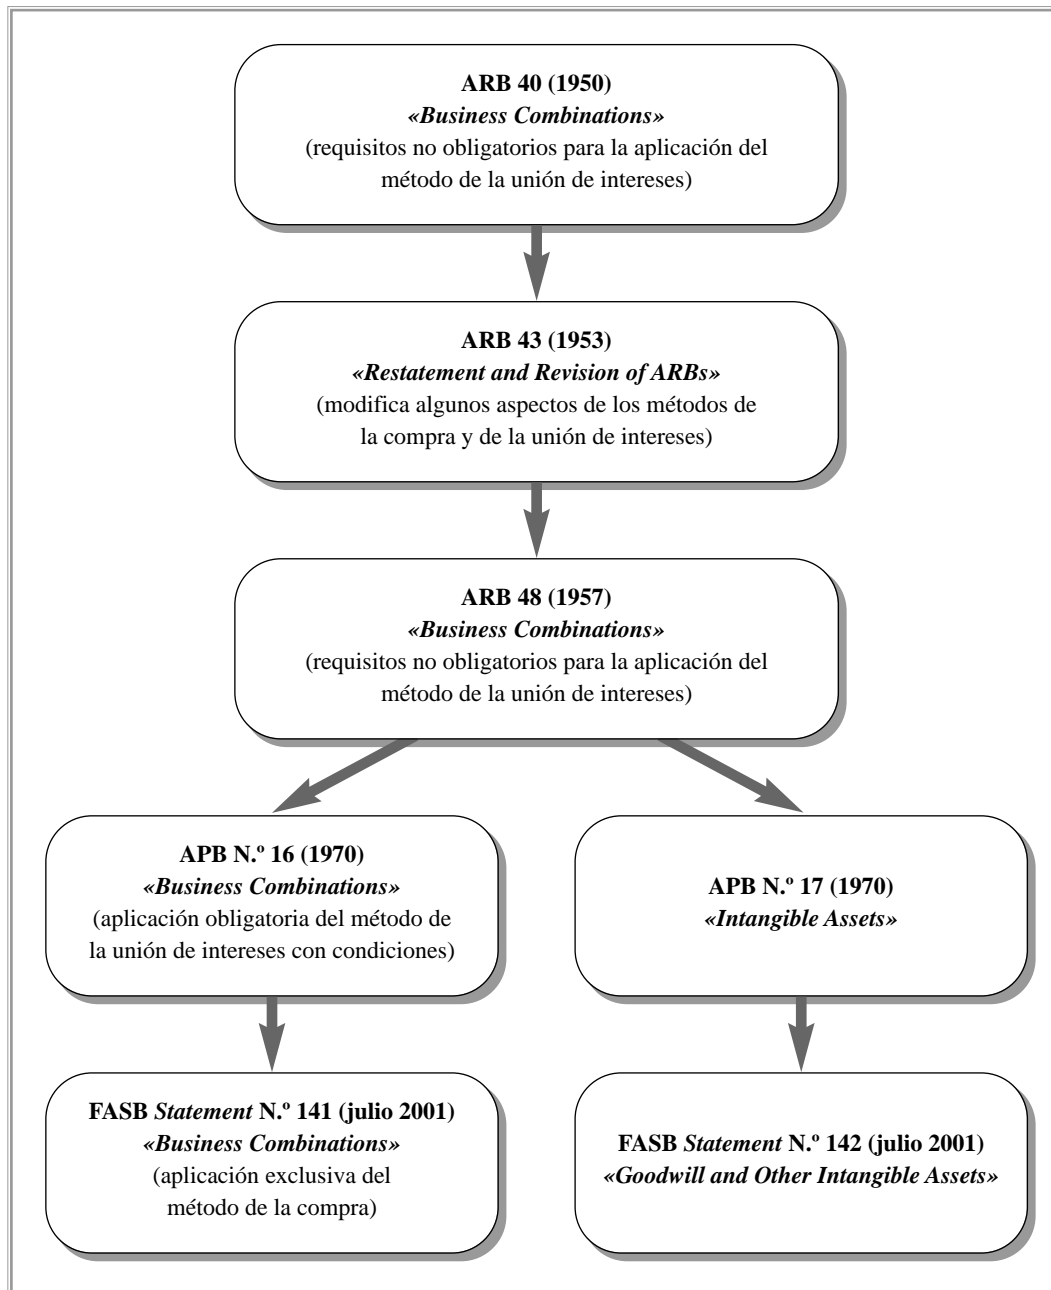 ARB 40 (1950)
«Business Combinations»
(requisitos no obligatorios para la aplicación del
método de la unión de intereses)
ARB 43 (1953)
«Restatement and Revision of ARBs»
(modifica algunos aspectos de los métodos de
la compra y de la unión de intereses)
ARB 48 (1957)
«Business Combinations»
(requisitos no obligatorios para la aplicación del
método de la unión de intereses)
APB N.º 16 (1970)
«Business Combinations»
(aplicación obligatoria del método de
la unión de intereses con condiciones)
APB N.º 17 (1970)
«Intangible Assets»
FASB Statement N.º 141 (julio 2001)
«Business Combinations»
(aplicación exclusiva del
método de la compra)
FASB Statement N.º 142 (julio 2001)
«Goodwill and Other Intangible Assets»